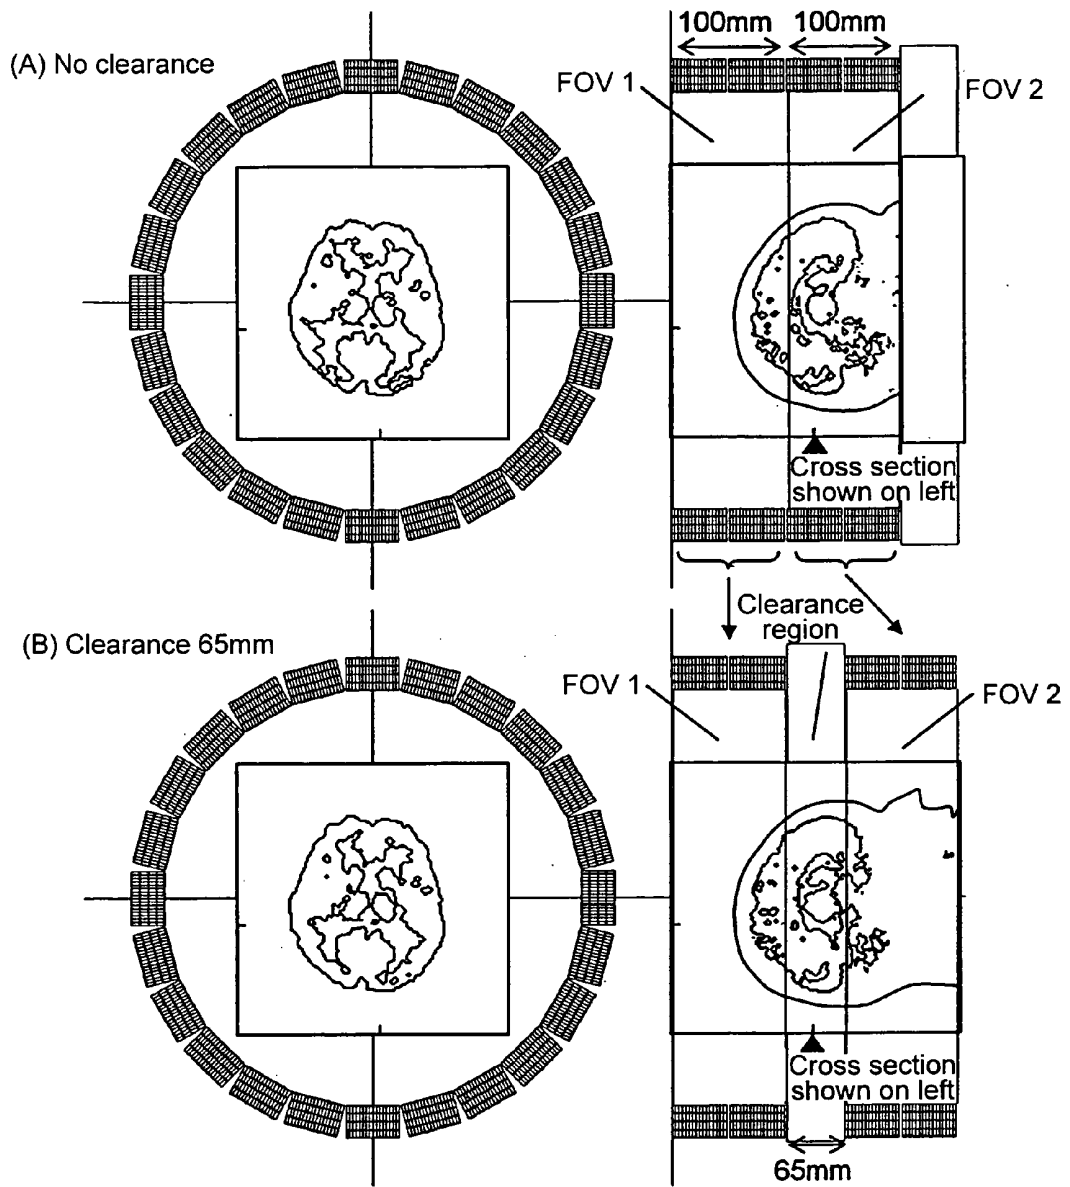 100mm 100mm
(A) No clearance
FOV 1
FOV 2
Cross section
shown on left
Clearance
region
(B) Clearance 65mm
FOV 1
FOV 2
Cross section
shown on left
65mm